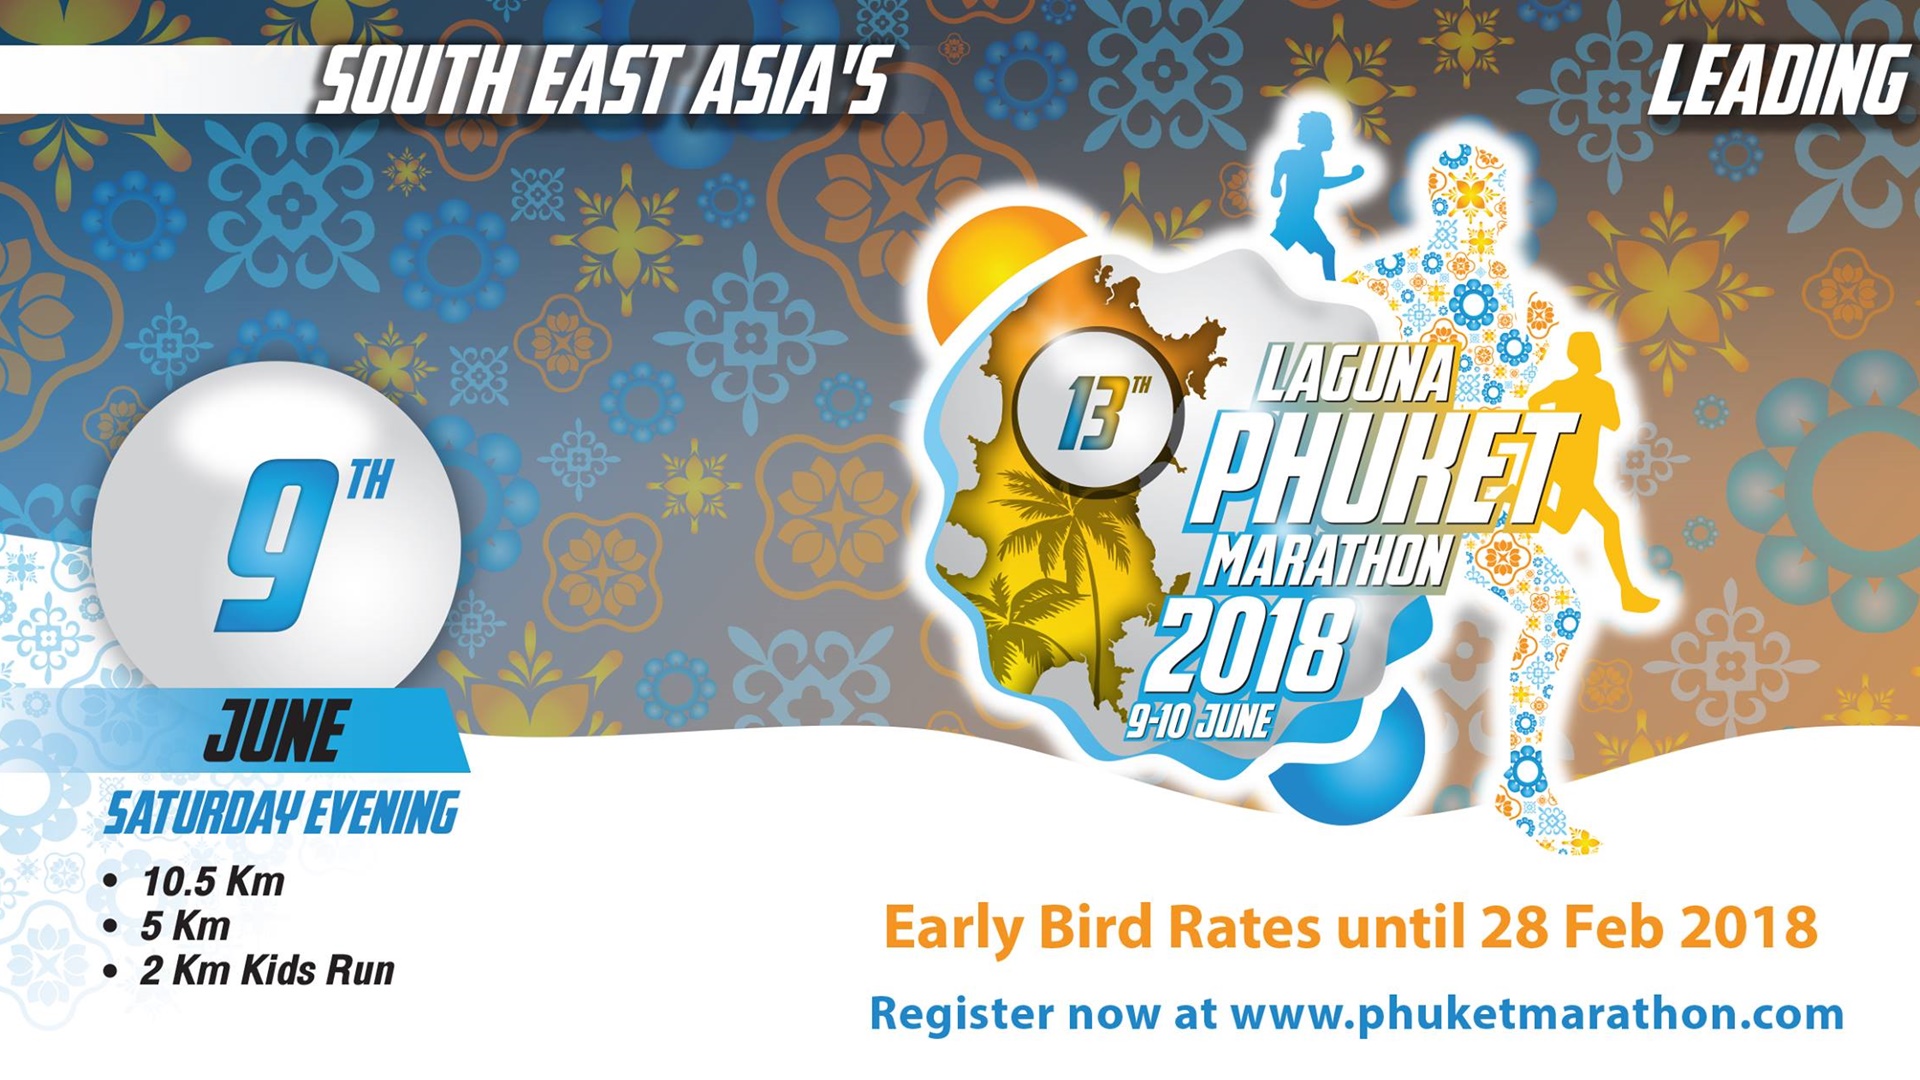 SOUTH EAST ASIA'S LEADING
9TH
JUNE
SATURDAY EVENING
• 10.5 Km
• 5 Km
• 2 Km Kids Run
13TH
LAGUNA
PHUKET
MARATHON
2018
9-10 JUNE
Early Bird Rates until 28 Feb 2018
Register now at www.phuketmarathon.com